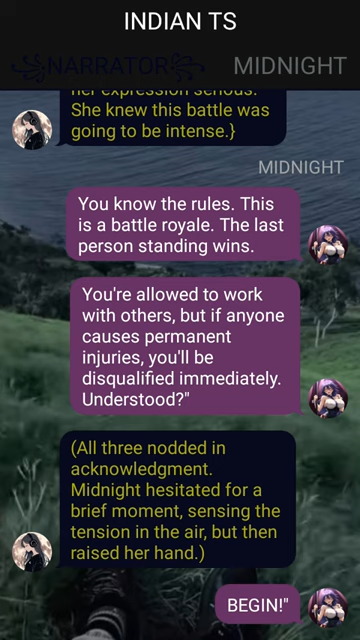 INDIAN TS
NARRATOR
MIDNIGHT
her expression serious.
She knew this battle was
going to be intense.}
MIDNIGHT
You know the rules. This
is a battle royale. The last
person standing wins.
You're allowed to work
with others, but if anyone
causes permanent
injuries, you'll be
disqualified immediately.
Understood?"
(All three nodded in
acknowledgment.
Midnight hesitated for a
brief moment, sensing the
tension in the air, but then
raised her hand.)
BEGIN!"